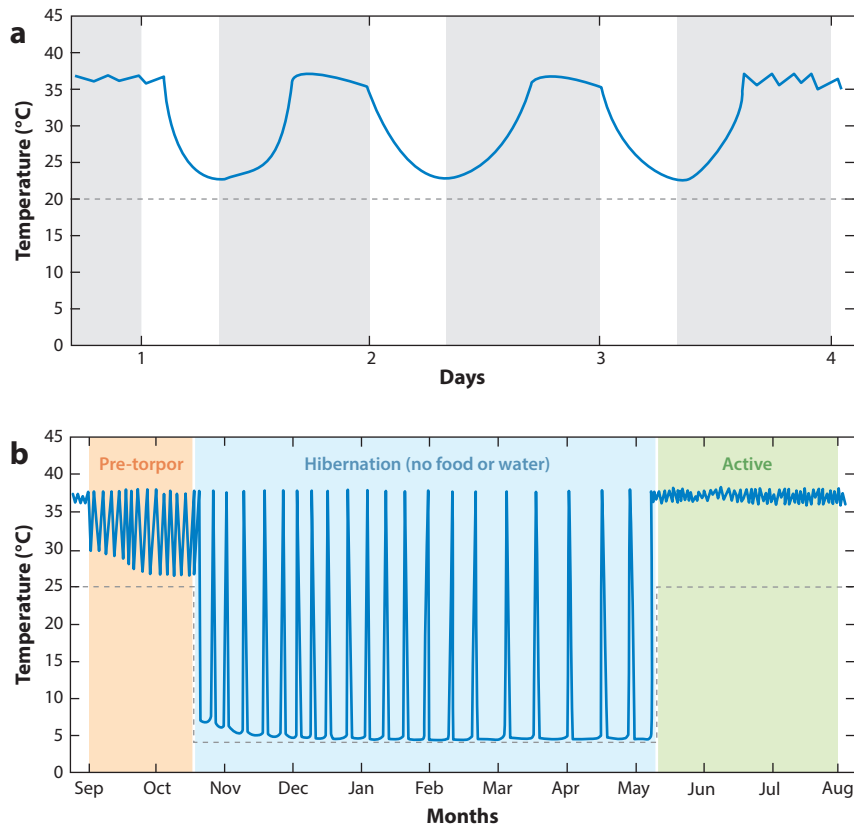 a
45
40
35
30
25
20
15
10
5
0
Temperature (°C)
1 2 3 4
Days
b
45
40
35
30
25
20
15
10
5
0
Temperature (°C)
Pre-torpor Hibernation (no food or water) Active
Sep Oct Nov Dec Jan Feb Mar Apr May Jun Jul Aug
Months